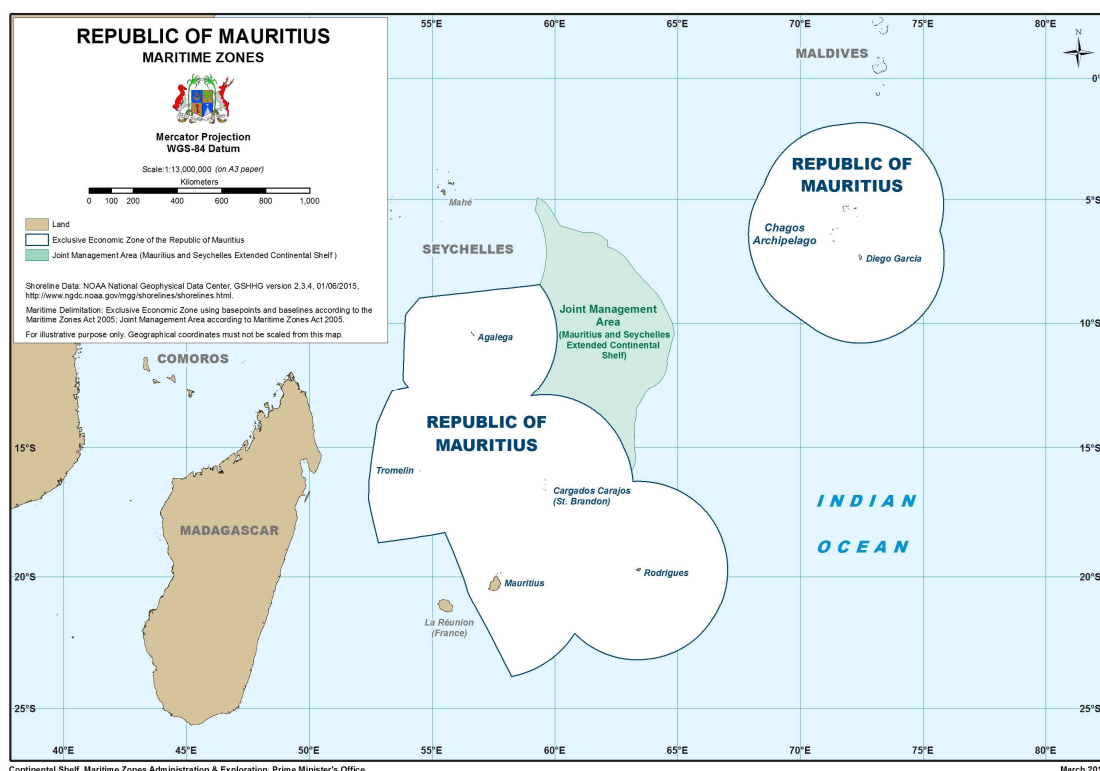 REPUBLIC OF MAURITIUS
MARITIME ZONES
Mercator Projection
WGS-84 Datum
Scale:1:13,000,000 (on A3 paper)
Kilometers
0 100 200 400 600 800 1,000
Land
Exclusive Economic Zone of the Republic of Mauritius
Joint Management Area (Mauritius and Seychelles Extended Continental Shelf )
Shoreline Data: NOAA National Geophysical Data Center, GSHHG version 2.3.4, 01/06/2015,
http://www.ngdc.noaa.gov/mgg/shorelines/shorelines.html.
Maritime Delimitation: Exclusive Economic Zone using basepoints and baselines according to the
Maritime Zones Act 2005; Joint Management Area according to Maritime Zones Act 2005.
For illustrative purpose only. Geographical coordinates must not be scaled from this map.
55°E 60°E 65°E 70°E 75°E 80°E
N
MALDIVES
0°
REPUBLIC OF
MAURITIUS
Mahé
5°S
Chagos
Archipelago
Diego Garcia
SEYCHELLES
Joint Management
Area
(Mauritius and Seychelles
Extended Continental
Shelf)
10°S
Agalega
COMOROS
REPUBLIC OF
MAURITIUS
15°S
15°S
Tromelin
Cargados Carajos
(St. Brandon)
INDIAN
OCEAN
MADAGASCAR
20°S
20°S
Mauritius
Rodrigues
La Réunion
(France)
25°S
25°S
40°E 45°E 50°E 55°E 60°E 65°E 70°E 75°E 80°E
Continental Shelf, Maritime Zones Administration & Exploration, Prime Minister's Office
March 201